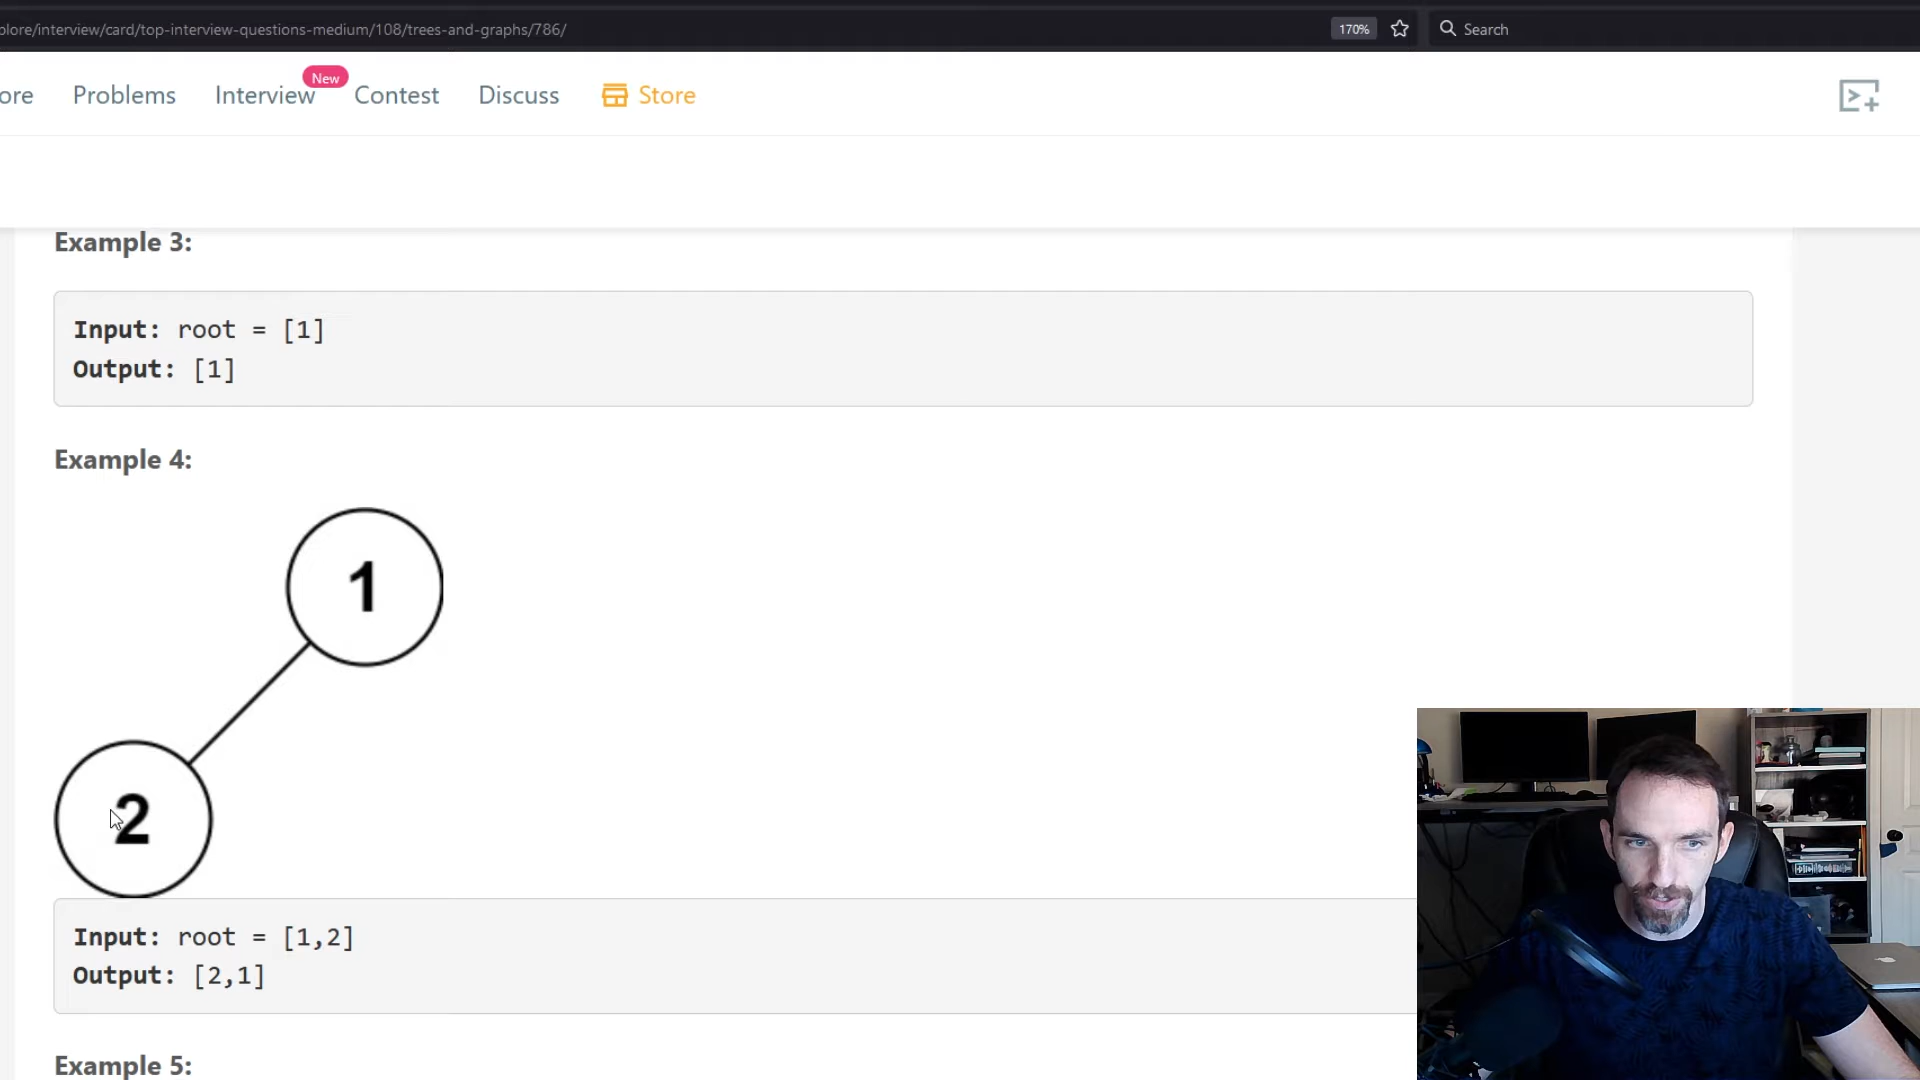 plore/interview/card/top-interview-questions-medium/108/trees-and-graphs/786/
170%
Search
ore Problems Interview New Contest Discuss Store
Example 3:
Input: root = [1]
Output: [1]
Example 4:
1
2
Input: root = [1,2]
Output: [2,1]
Example 5: